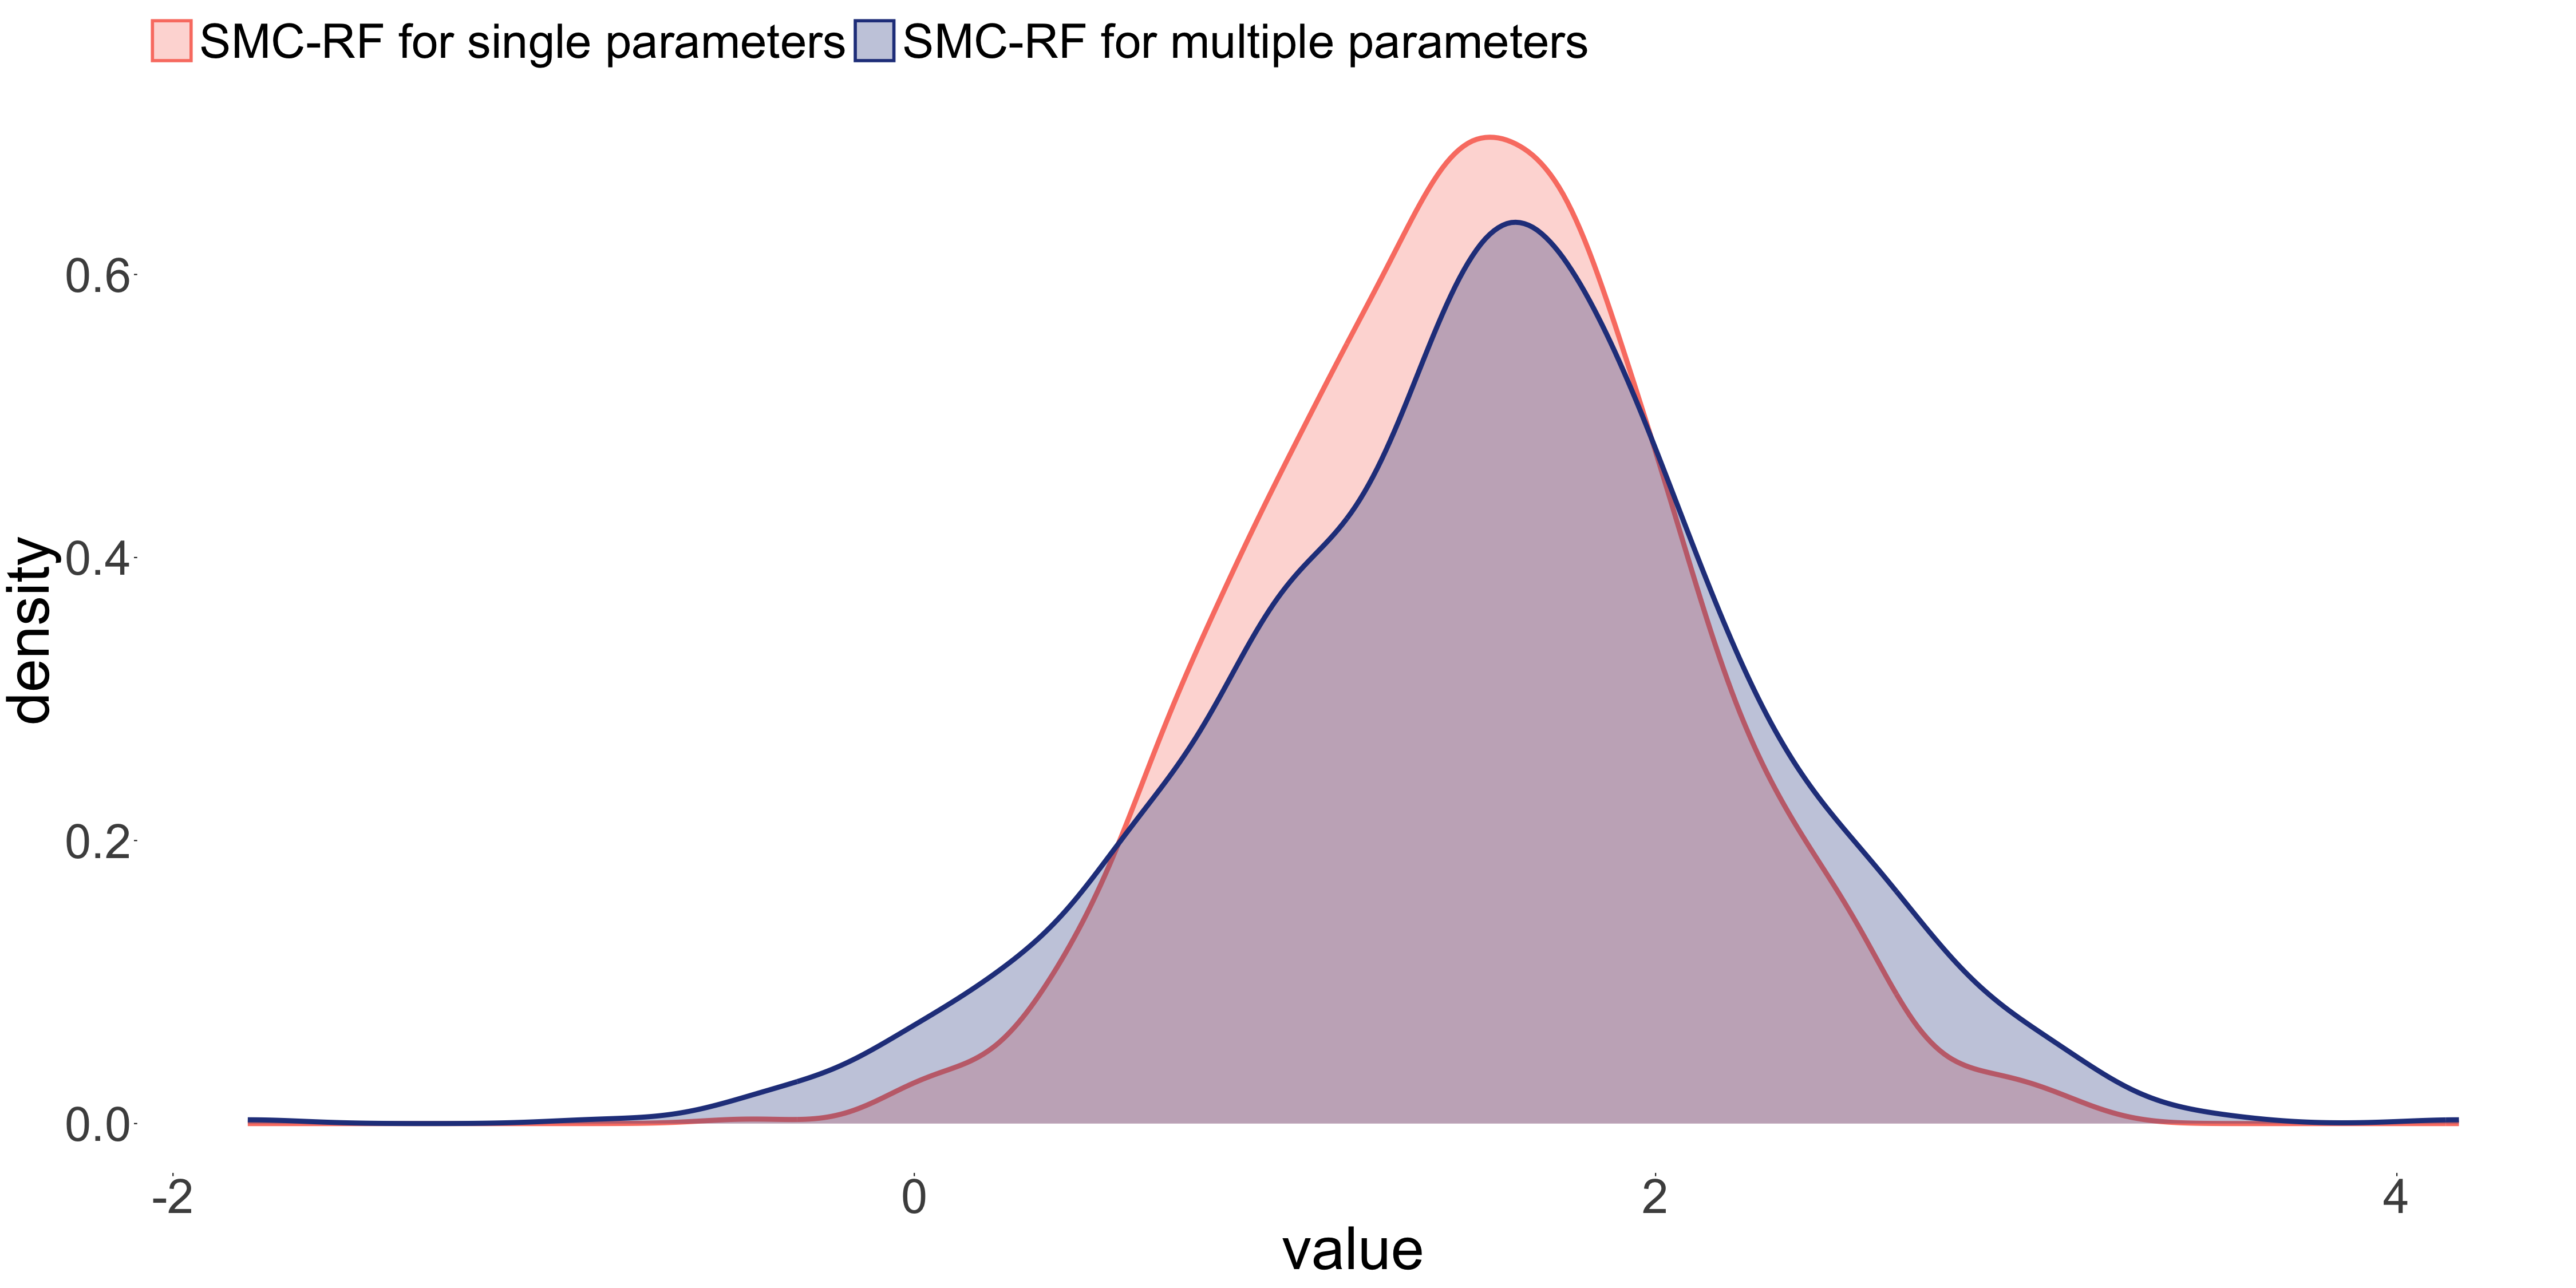 SMC-RF for single parameters SMC-RF for multiple parameters
0.6
0.4
0.2
0.0
density
-2 0 2 4
value